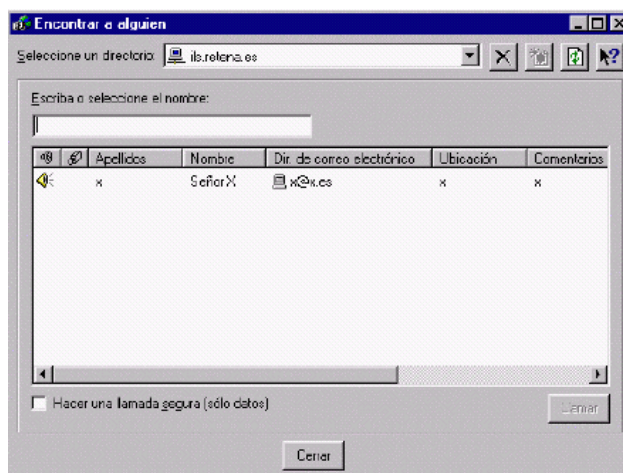 Encontrar a alguien
Seleccione un directorio: ils.retena.es
Escriba o seleccione el nombre:
Apellidos Nombre Dir. de correo electrónico Ubicación Comentarios
x Señor X x@x.es x x
Hacer una llamada segura (sólo datos)
Llamar
Cerrar